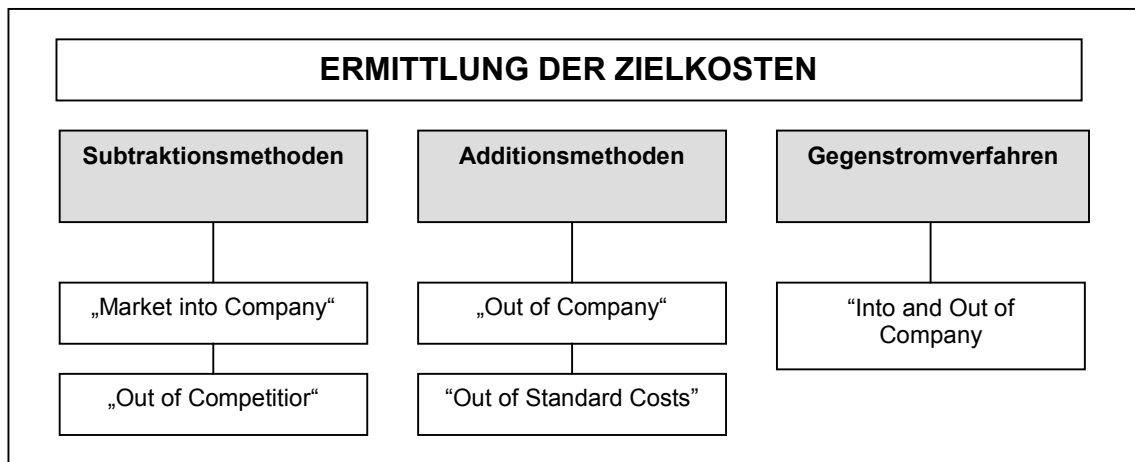 ERMITTLUNG DER ZIELKOSTEN
Subtraktionsmethoden
„Market into Company“
„Out of Competitior“
Additionsmethoden
„Out of Company“
“Out of Standard Costs”
Gegenstromverfahren
“Into and Out of
Company